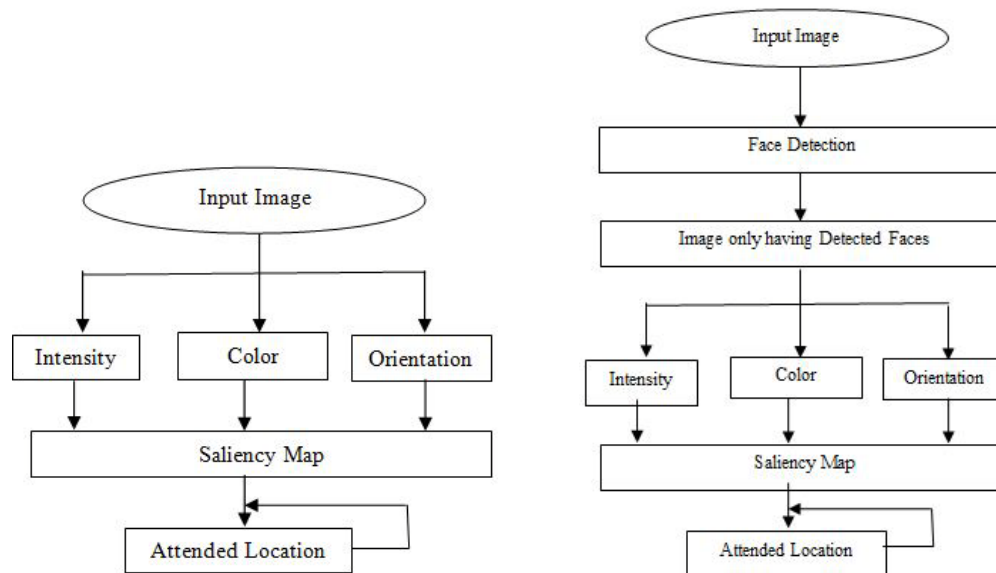 Input Image
Intensity
Color
Orientation
Saliency Map
Attended Location
Input Image
Face Detection
Image only having Detected Faces
Intensity
Color
Orientation
Saliency Map
Attended Location